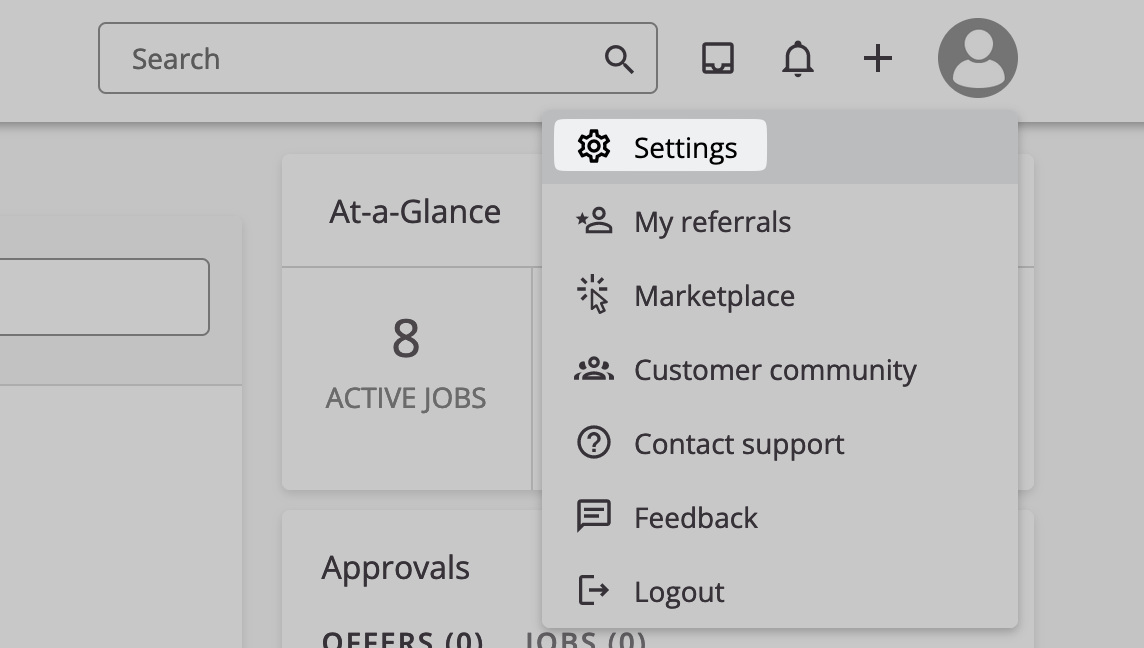 Search
Settings
At-a-Glance
My referrals
Marketplace
8
ACTIVE JOBS
Customer community
Contact support
Feedback
Approvals
Logout
OFFERS (0) JOBS (0)